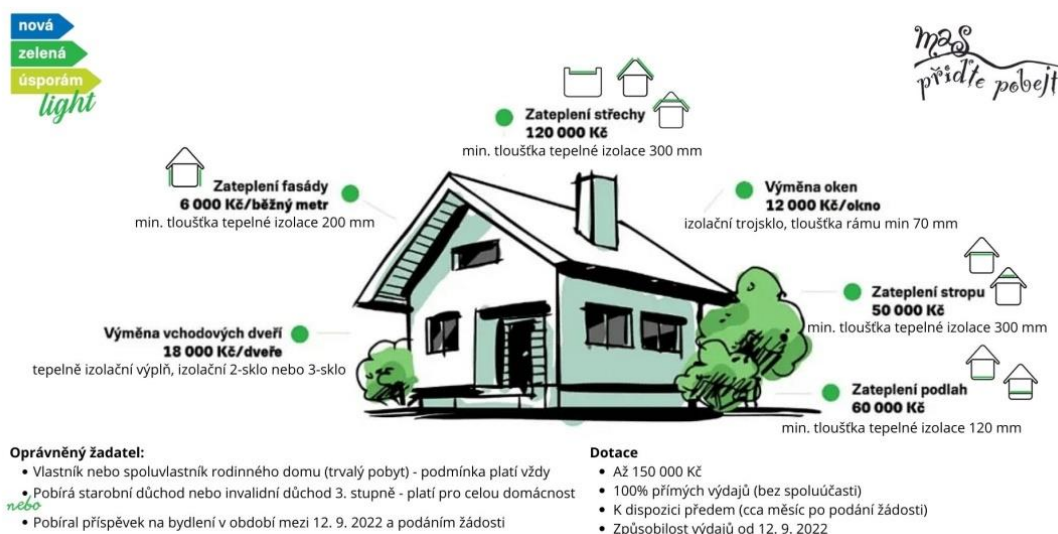 nová
zelená
úsporám
light
mas
přiďte pobejt
Zateplení střechy
120 000 Kč
min. tloušťka tepelné izolace 300 mm
Zateplení fasády
6 000 Kč/běžný metr
min. tloušťka tepelné izolace 200 mm
Výměna oken
12 000 Kč/okno
izolační trojsklo, tloušťka rámu min 70 mm
Zateplení stropu
50 000 Kč
min. tloušťka tepelné izolace 300 mm
Výměna vchodových dveří
18 000 Kč/dveře
tepelně izolační výplň, izolační 2-sklo nebo 3-sklo
Zateplení podlah
60 000 Kč
min. tloušťka tepelné izolace 120 mm
Oprávněný žadatel:
• Vlastník nebo spoluvlastník rodinného domu (trvalý pobyt) - podmínka platí vždy
• Pobírá starobní důchod nebo invalidní důchod 3. stupně - platí pro celou domácnost
nebo
• Pobíral příspěvek na bydlení v období mezi 12. 9. 2022 a podáním žádosti
Dotace
• Až 150 000 Kč
• 100% přímých výdajů (bez spoluúčasti)
• K dispozici předem (cca měsíc po podání žádosti)
• Způsobilost výdajů od 12. 9. 2022